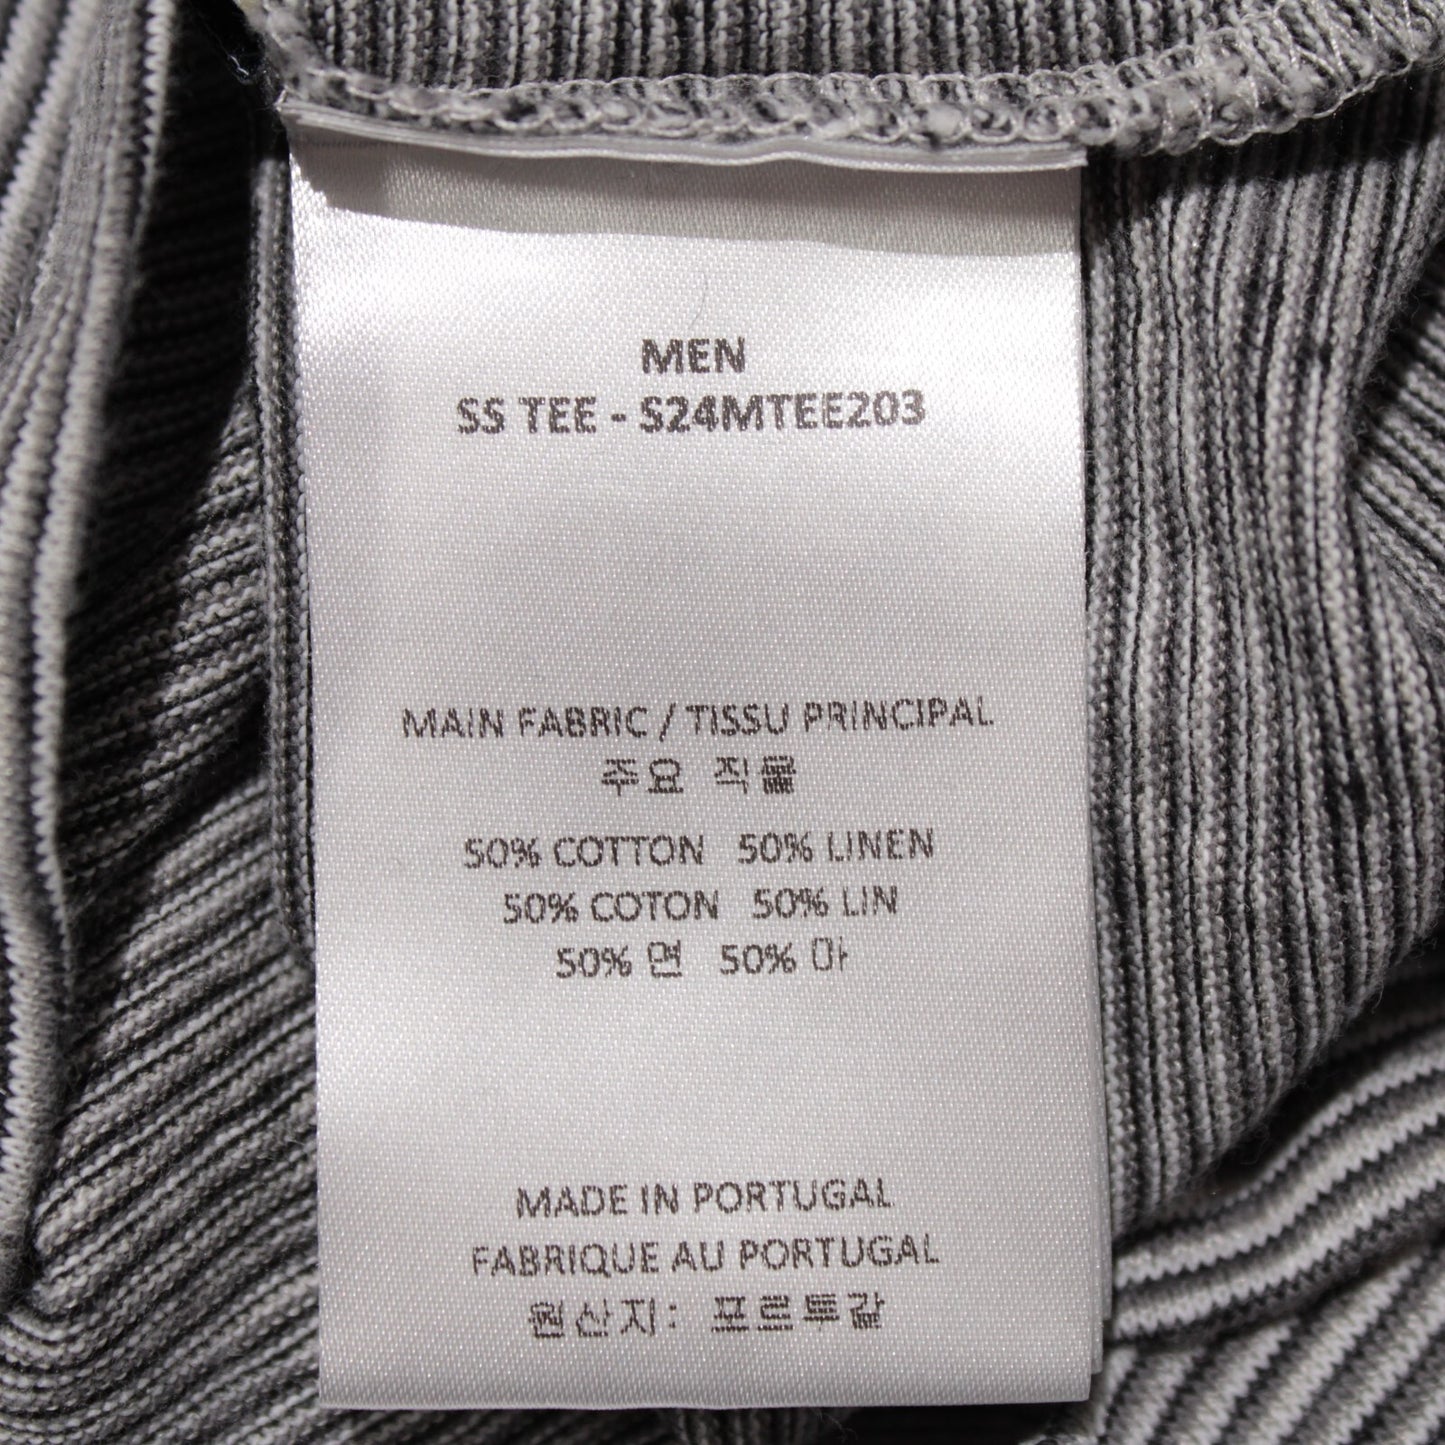 MEN
SS TEE - S24MTEE203
MAIN FABRIC / TISSU PRINCIPAL
주요 직물
50% COTTON 50% LINEN
50% COTON 50% LIN
50% 면 50% 마
MADE IN PORTUGAL
FABRIQUE AU PORTUGAL
원산지: 포르투갈